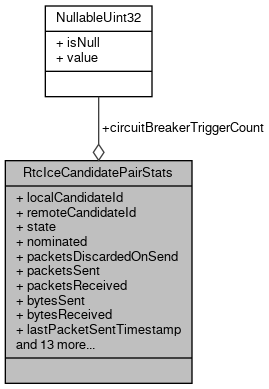 NullableUint32
+ isNull
+ value
+circuitBreakerTriggerCount
RtcIceCandidatePairStats
+ localCandidateId
+ remoteCandidateId
+ state
+ nominated
+ packetsDiscardedOnSend
+ packetsSent
+ packetsReceived
+ bytesSent
+ bytesReceived
+ lastPacketSentTimestamp
and 13 more...